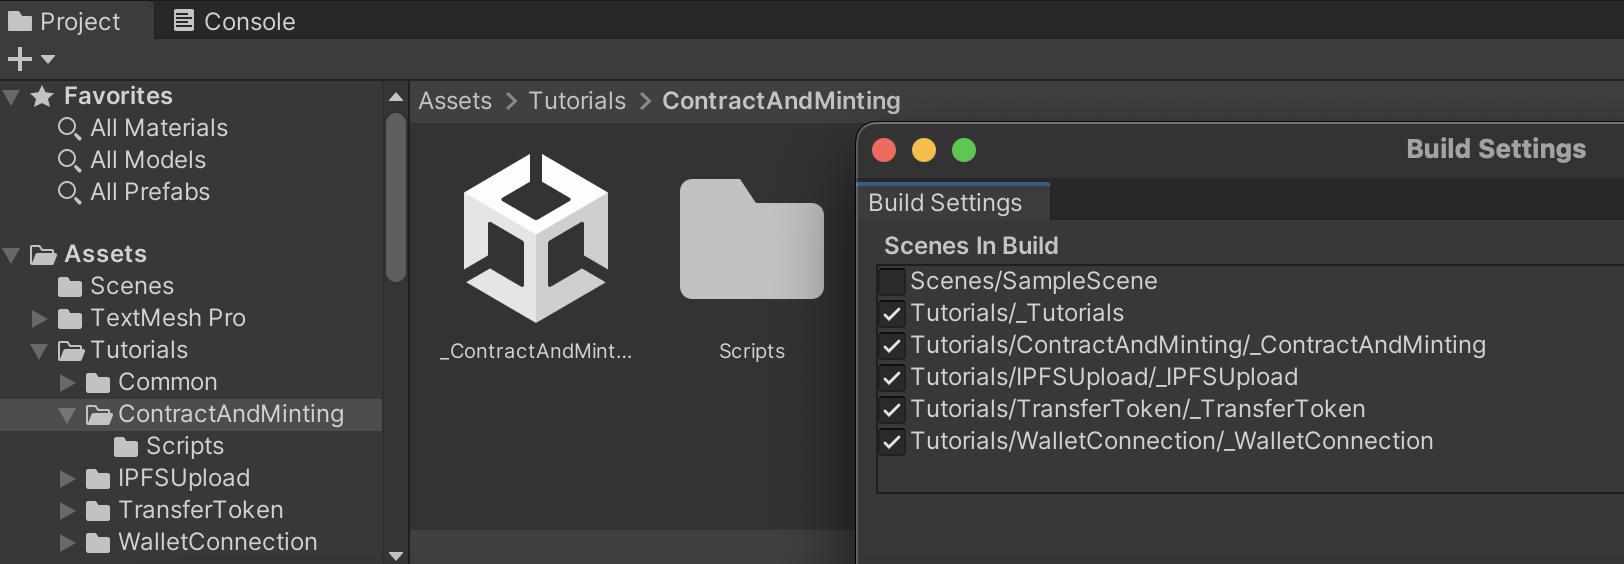 Project
Console
Favorites
All Materials
All Models
All Prefabs
Assets
Scenes
TextMesh Pro
Tutorials
Common
ContractAndMinting
Scripts
IPFSUpload
TransferToken
WalletConnection
Assets > Tutorials > ContractAndMinting
_ContractAndMint...
Scripts
Build Settings
Build Settings
Scenes In Build
Scenes/SampleScene
Tutorials/_Tutorials
Tutorials/ContractAndMinting/_ContractAndMinting
Tutorials/IPFSUpload/_IPFSUpload
Tutorials/TransferToken/_TransferToken
Tutorials/WalletConnection/_WalletConnection